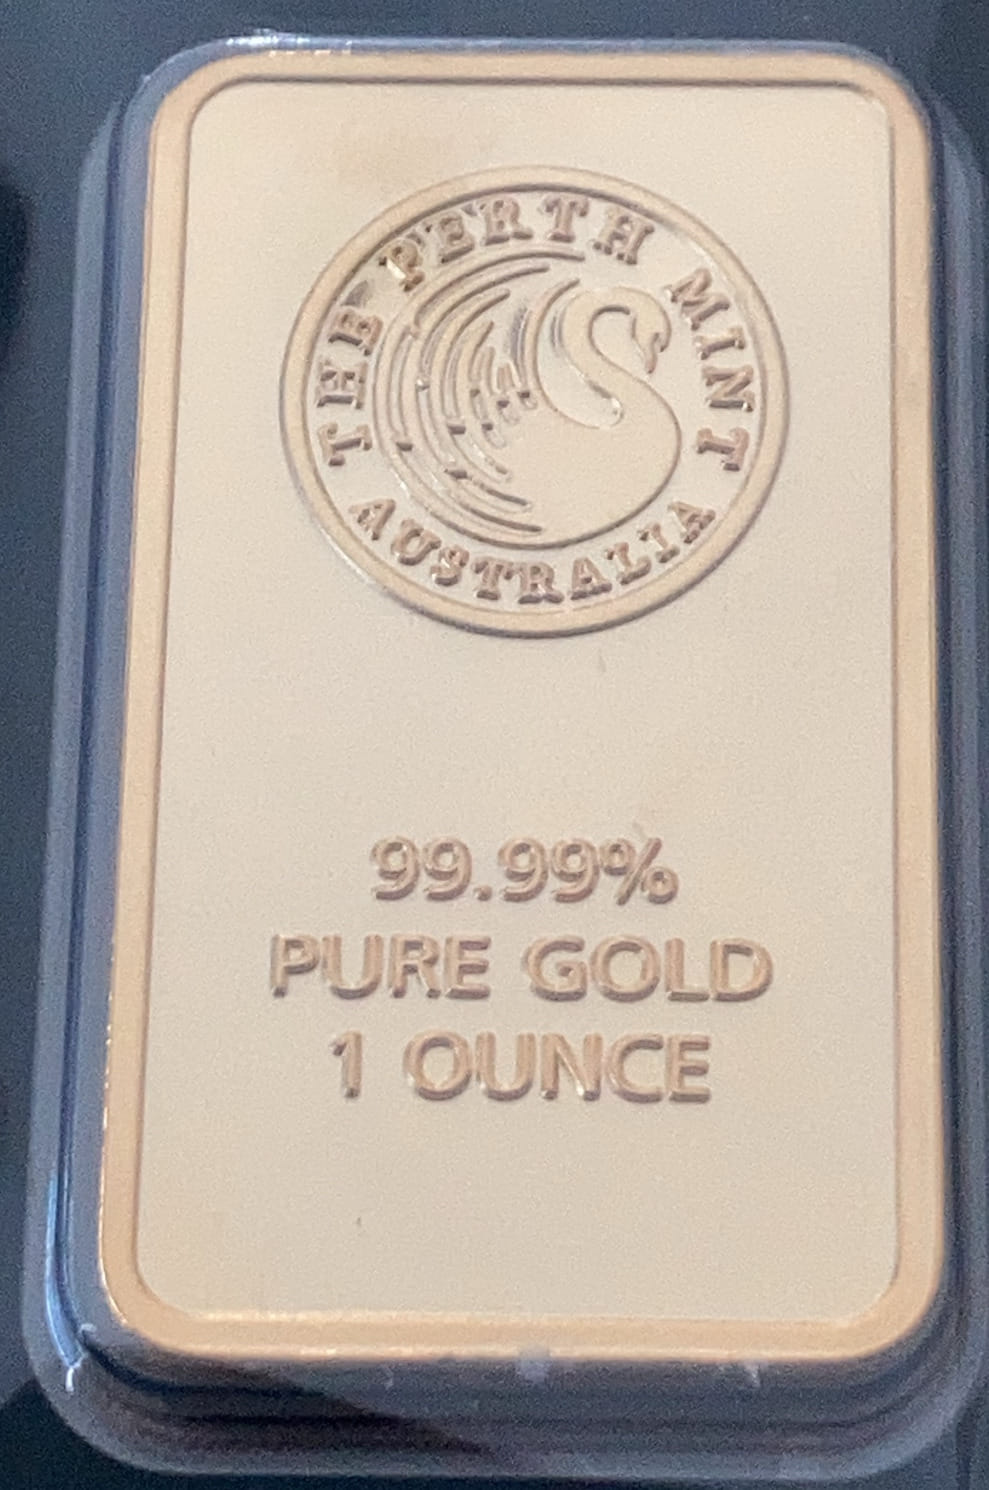 THE PERTH MINT
AUSTRALIA
99.99%
PURE GOLD
1 OUNCE